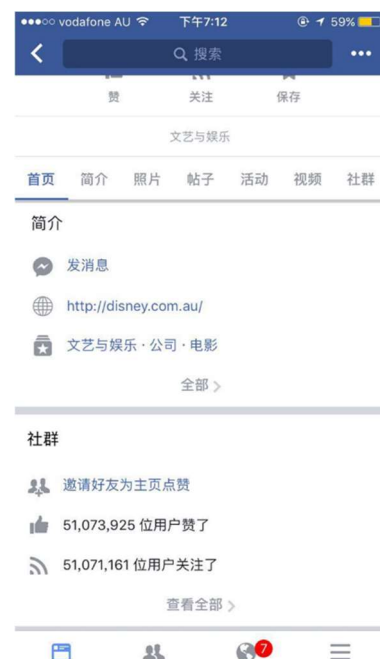 vodafone AU 下午7:12 59%
搜索
赞 关注 保存
文艺与娱乐
首页 简介 照片 帖子 活动 视频 社群
简介
发消息
http://disney.com.au/
文艺与娱乐 · 公司 · 电影
全部
社群
邀请好友为主页点赞
51,073,925 位用户赞了
51,071,161 位用户关注了
查看全部
7